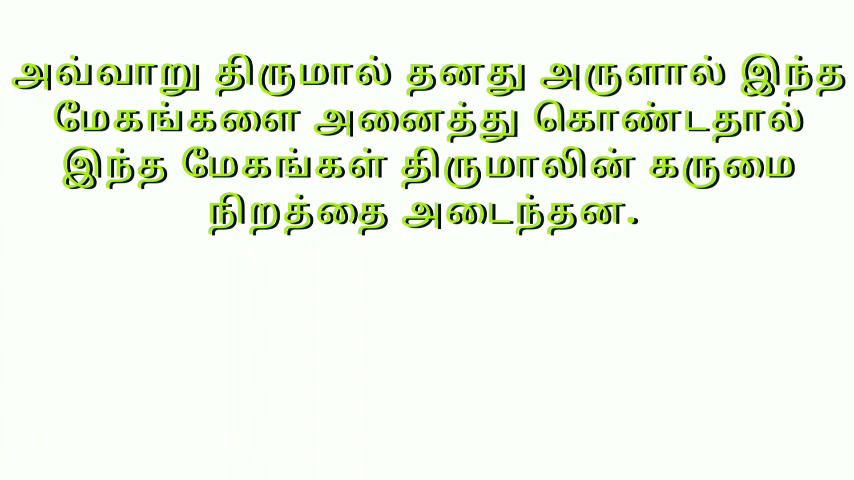 அவ்வாறு திருமால் தனது அருளால் இந்த
மேகங்களை அனைத்து கொண்டதால்
இந்த மேகங்கள் திருமாலின் கருமை
நிறத்தை அடைந்தன.